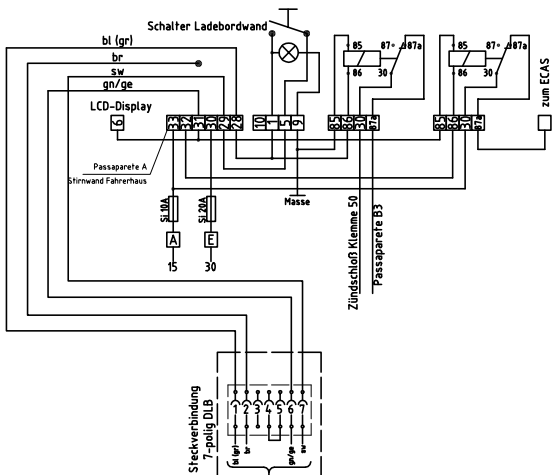 Schalter Ladebordwand
bl (gr)
br
sw
gn/ge
LCD-Display
6
33 32 31 30 29 28
10 1 5 9
85 87° 87a
86 30
85 86 30 87a
85 87° 87a
86 30
85 86 30 87a
zum ECAS
Passaparete A
Stirnwand Fahrerhaus
Masse
Si 10A
Si 20A
A
E
15
30
Zündschloß Klemme 50
Passaparete B3
Steckverbindung
7-polig DLB
1 2 3 4 5 6 7
bl (gr)
br
gn/ge
sw